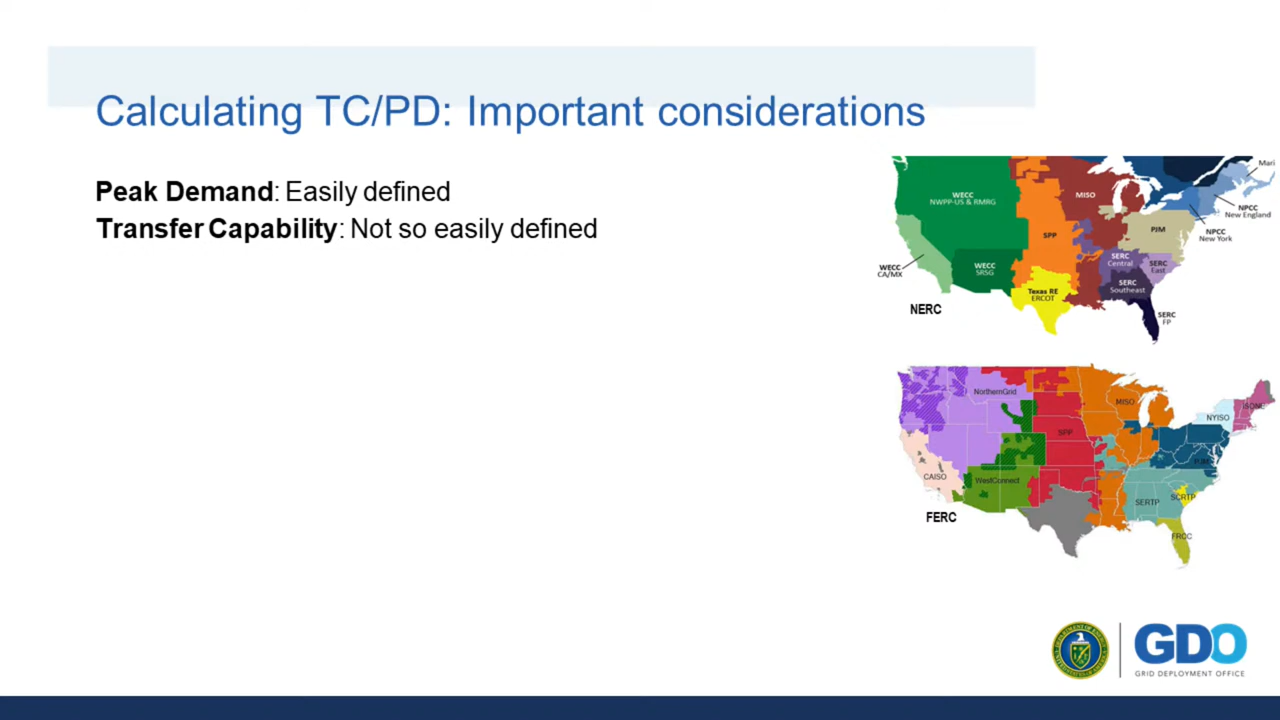 Calculating TC/PD: Important considerations
Peak Demand: Easily defined
Transfer Capability: Not so easily defined
WECC
NWPP-US & RMRG
MISO
Mari
NPCC
New England
NPCC
New York
PJM
SPP
WECC
CA/MX
WECC
SRSG
SERC
Central
SERC
East
SERC
Southeast
Texas RE
ERCOT
SERC
FP
NERC
NorthernGrid
MISO
NYISO
ISONE
SPP
PJM
CAISO
WestConnect
SERTP
SCRTP
FRCC
FERC
GDO
GRID DEPLOYMENT OFFICE